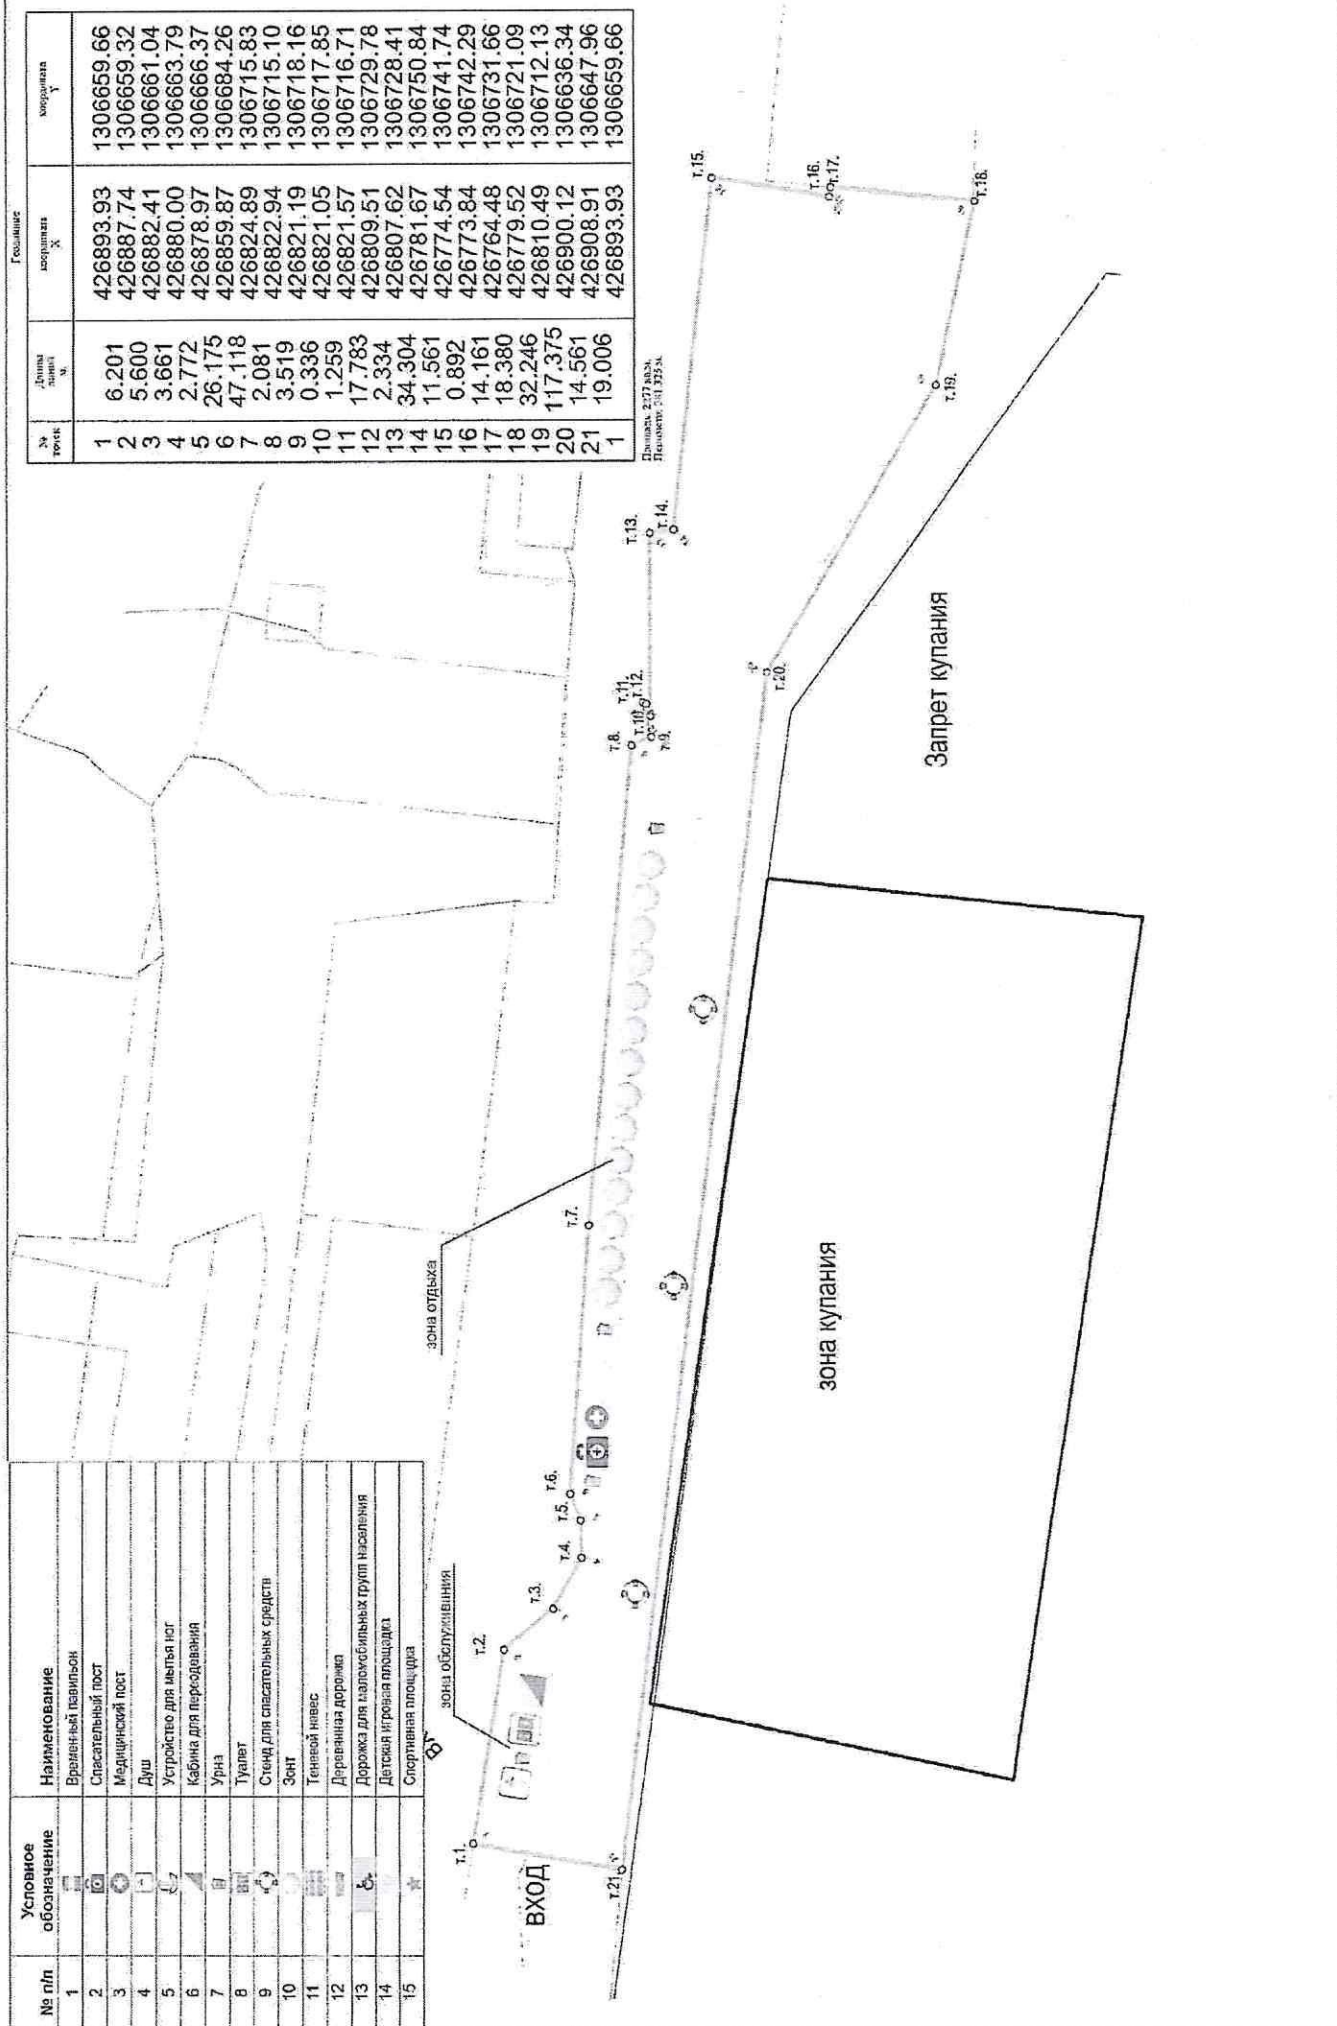 № п/п Условное обозначение Наименование
1 Временный павильон
2 Спасательный пост
3 Медицинский пост
4 Душ
5 Устройство для мытья ног
6 Кабина для переодевания
7 Урна
8 Туалет
9 Стенд для спасательных средств
10 Зонт
11 Теневой навес
12 Деревянная дорожка
13 Дорожка для маломобильных групп населения
14 Детская игровая площадка
15 Спортивная площадка
№ точек Длина линий м. координата X координата Y
1 426893.93 1306659.66
2 6.201 426887.74 1306659.32
3 5.600 426882.41 1306661.04
4 3.661 426880.00 1306663.79
5 2.772 426878.97 1306666.37
6 26.175 426859.87 1306684.26
7 47.118 426824.89 1306715.83
8 2.081 426822.94 1306715.10
9 3.519 426821.19 1306718.16
10 0.336 426821.05 1306717.85
11 1.259 426821.57 1306716.71
12 17.783 426809.51 1306729.78
13 2.334 426807.62 1306728.41
14 34.304 426781.67 1306750.84
15 11.561 426774.54 1306741.74
16 0.892 426773.84 1306742.29
17 14.161 426764.48 1306731.66
18 18.380 426779.52 1306721.09
19 32.246 426810.49 1306712.13
20 117.375 426900.12 1306636.34
21 14.561 426908.91 1306647.96
1 19.006 426893.93 1306659.66
зона отдыха
зона обслуживания
ВХОД
т.1.
т.2.
т.3.
т.4.
т.5.
т.6.
т.7.
т.8.
т.9.
т.10.
т.11.
т.12.
т.13.
т.14.
т.15.
т.16.
т.17.
т.18.
т.19.
т.20.
т.21.
зона купания
Запрет купания